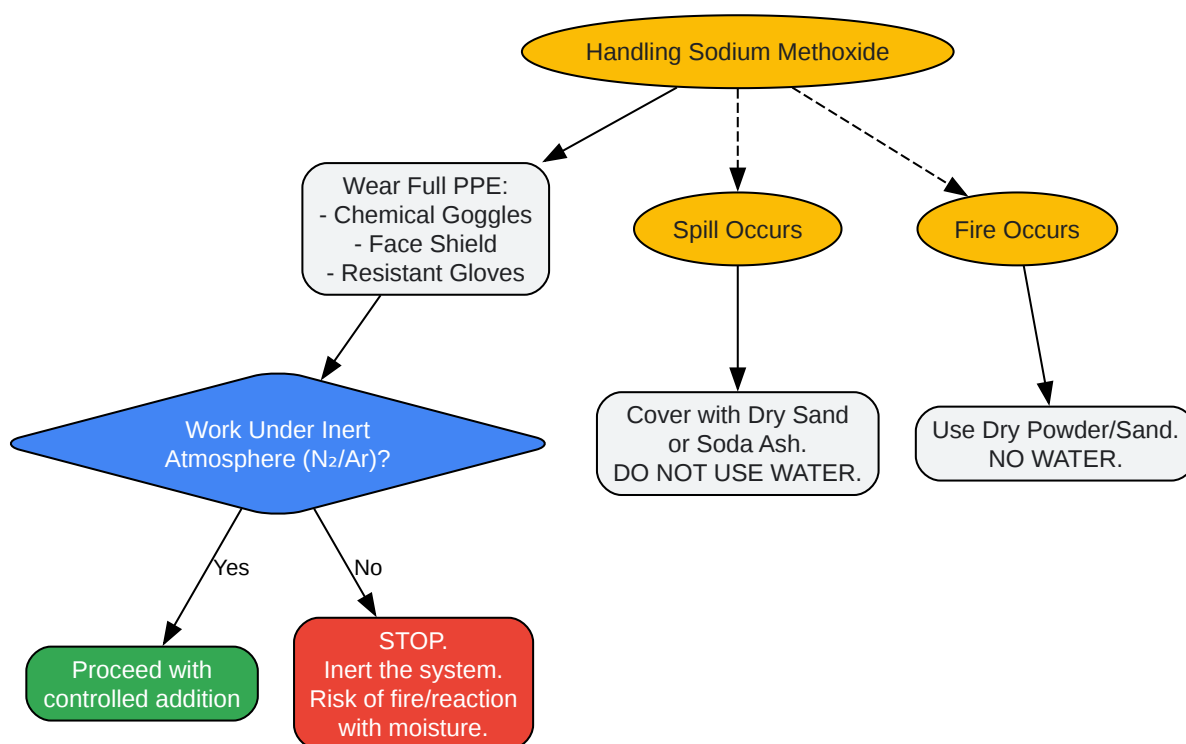 Handling Sodium Methoxide
Wear Full PPE:
- Chemical Goggles
- Face Shield
- Resistant Gloves
Spill Occurs
Fire Occurs
Work Under Inert
Atmosphere (N₂/Ar)?
Cover with Dry Sand
or Soda Ash.
DO NOT USE WATER.
Use Dry Powder/Sand.
NO WATER.
Yes
No
Proceed with
controlled addition
STOP.
Inert the system.
Risk of fire/reaction
with moisture.